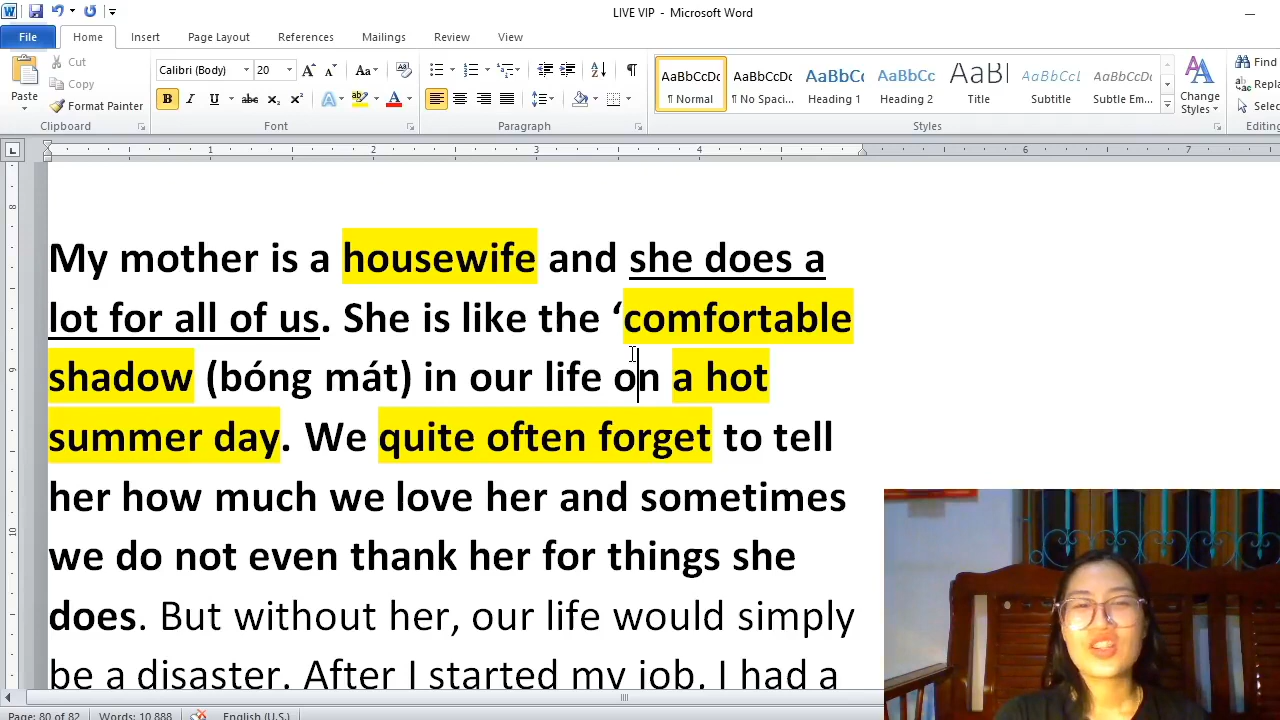 LIVE VIP - Microsoft Word
File Home Insert Page Layout References Mailings Review View
Paste Cut Copy Format Painter
Calibri (Body) 20
AaBbCcDc AaBbCcDc AaBbCc AaBbCc AaBbCcL AaBbCcDc
¶ Normal ¶ No Spaci... Heading 1 Heading 2 Title Subtitle Subtle Em...
Change Styles
Find
Clipboard Font Paragraph Styles Editing
My mother is a housewife and she does a
lot for all of us. She is like the ‘comfortable
shadow (bóng mát) in our life on a hot
summer day. We quite often forget to tell
her how much we love her and sometimes
we do not even thank her for things she
does. But without her, our life would simply
be a disaster. After I started my job, I had a
Page: 80 of 82 Words: 10,888 English (U.S.)